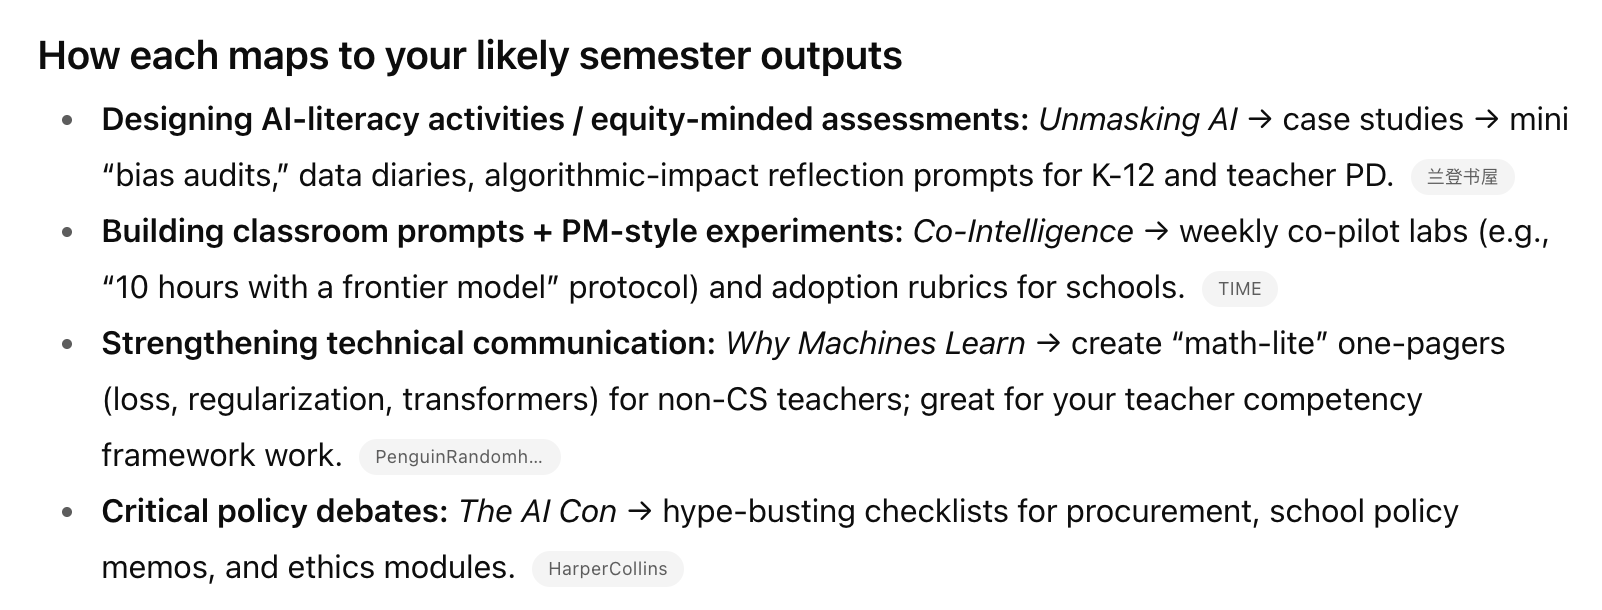 How each maps to your likely semester outputs
• Designing AI-literacy activities / equity-minded assessments: Unmasking AI → case studies → mini
“bias audits,” data diaries, algorithmic-impact reflection prompts for K-12 and teacher PD. 兰登书屋
• Building classroom prompts + PM-style experiments: Co-Intelligence → weekly co-pilot labs (e.g.,
“10 hours with a frontier model” protocol) and adoption rubrics for schools. TIME
• Strengthening technical communication: Why Machines Learn → create “math-lite” one-pagers
(loss, regularization, transformers) for non-CS teachers; great for your teacher competency
framework work. PenguinRandomh...
• Critical policy debates: The AI Con → hype-busting checklists for procurement, school policy
memos, and ethics modules. HarperCollins